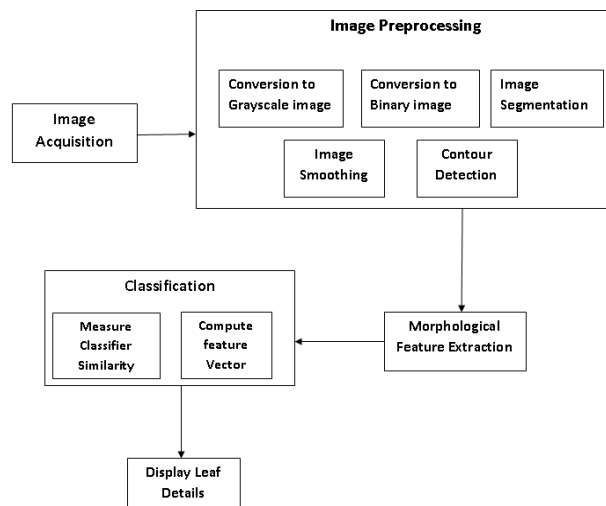 Image Preprocessing
Conversion to
Grayscale image
Conversion to
Binary image
Image
Segmentation
Image
Acquisition
Image
Smoothing
Contour
Detection
Classification
Measure
Classifier
Similarity
Compute
feature
Vector
Morphological
Feature Extraction
Display Leaf
Details